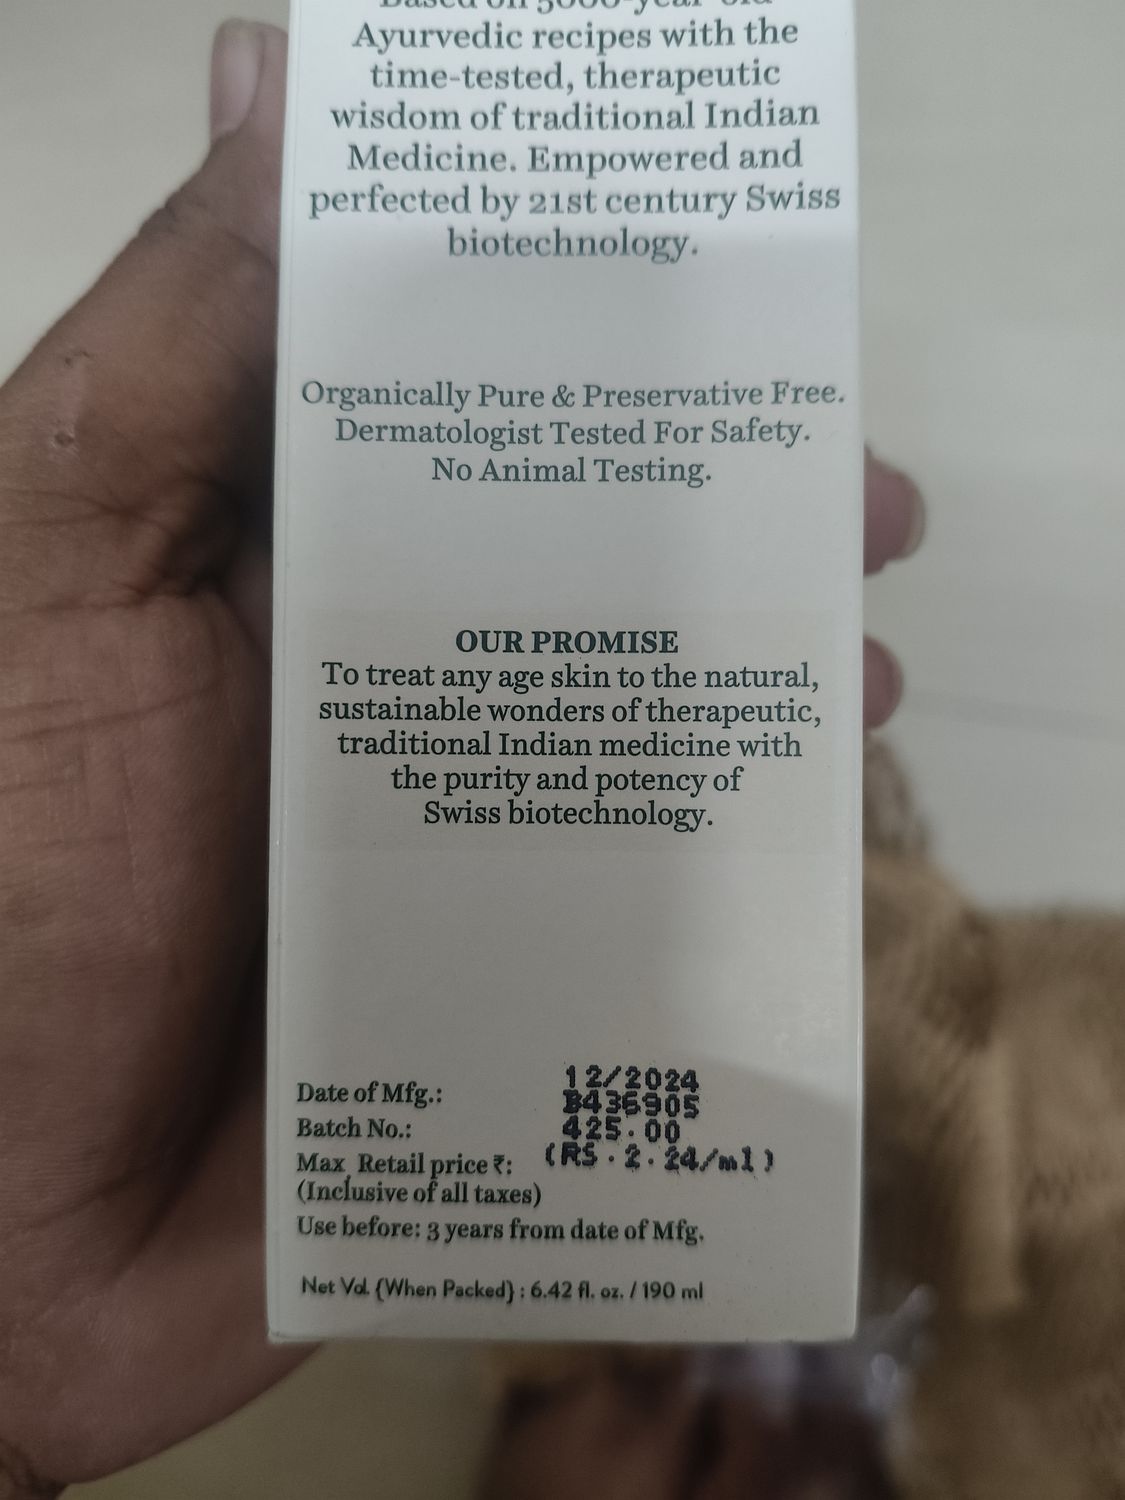 Based on 5000-year-old
Ayurvedic recipes with the
time-tested, therapeutic
wisdom of traditional Indian
Medicine. Empowered and
perfected by 21st century Swiss
biotechnology.
Organically Pure & Preservative Free.
Dermatologist Tested For Safety.
No Animal Testing.
OUR PROMISE
To treat any age skin to the natural,
sustainable wonders of therapeutic,
traditional Indian medicine with
the purity and potency of
Swiss biotechnology.
Date of Mfg.: 12/2024
Batch No.: B436905
Max Retail price ₹: 425.00
(Rs.2.24/ml)
(Inclusive of all taxes)
Use before: 3 years from date of Mfg.
Net Vol. {When Packed} : 6.42 fl. oz. / 190 ml